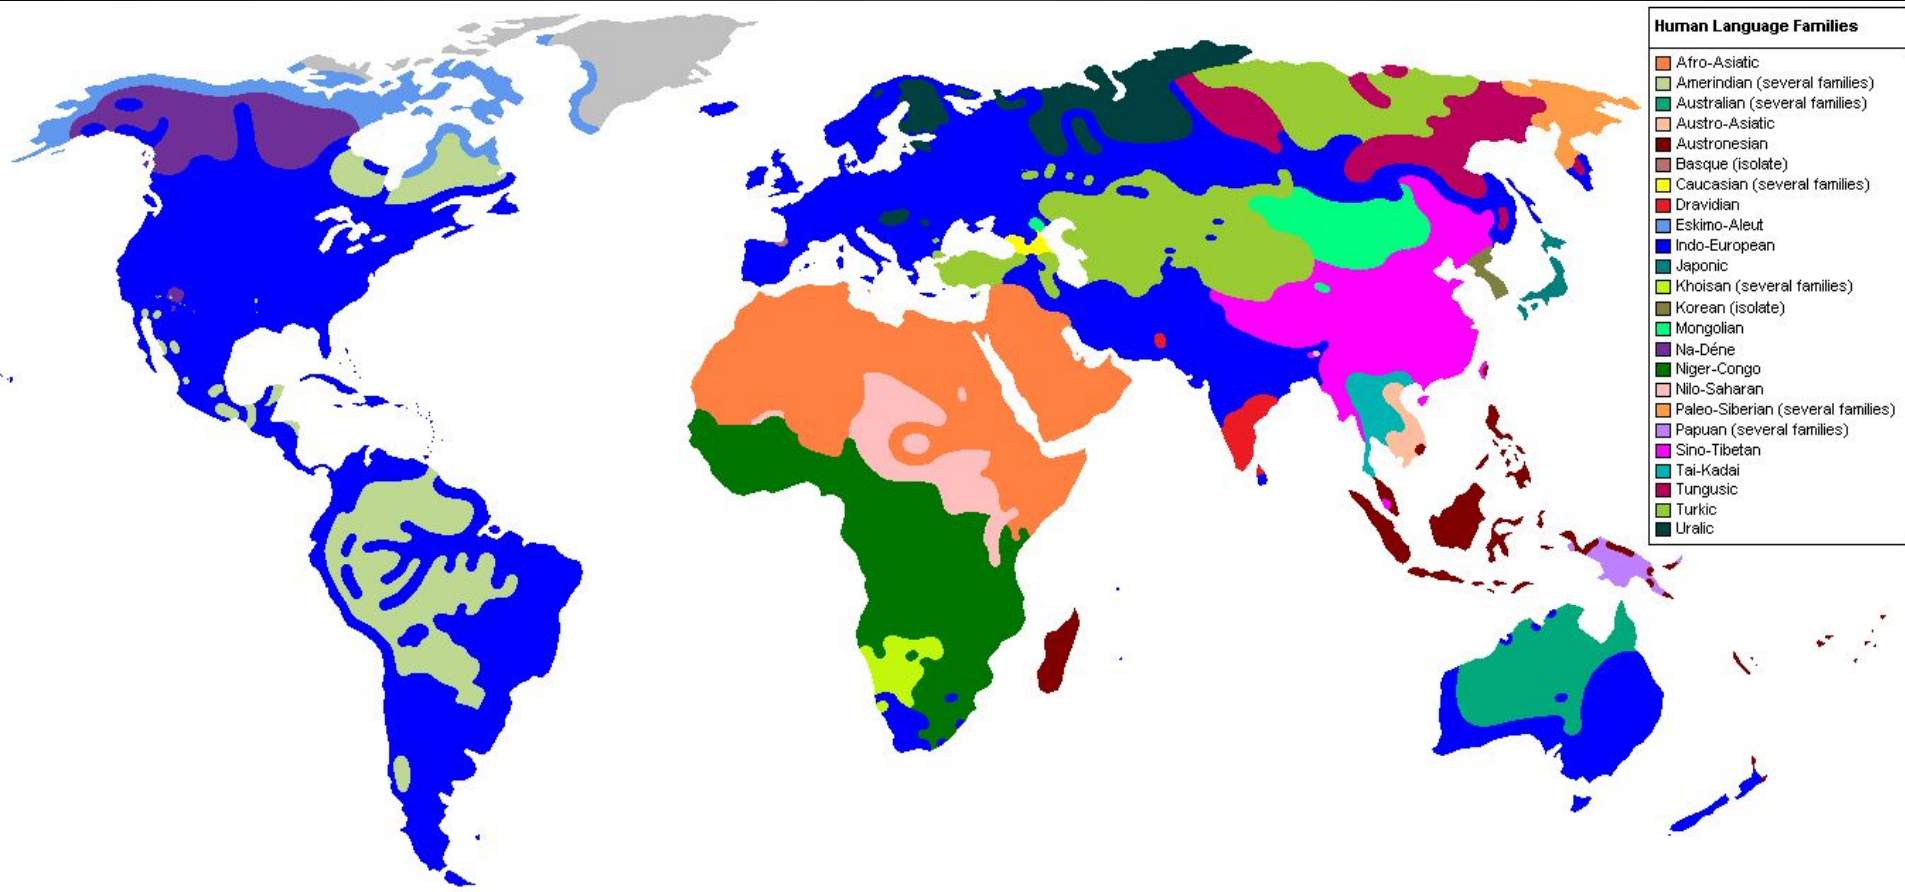 Human Language Families
Afro-Asiatic
Amerindian (several families)
Australian (several families)
Austro-Asiatic
Austronesian
Basque (isolate)
Caucasian (several families)
Dravidian
Eskimo-Aleut
Indo-European
Japonic
Khoisan (several families)
Korean (isolate)
Mongolian
Na-Déne
Niger-Congo
Nilo-Saharan
Paleo-Siberian (several families)
Papuan (several families)
Sino-Tibetan
Tai-Kadai
Tungusic
Turkic
Uralic